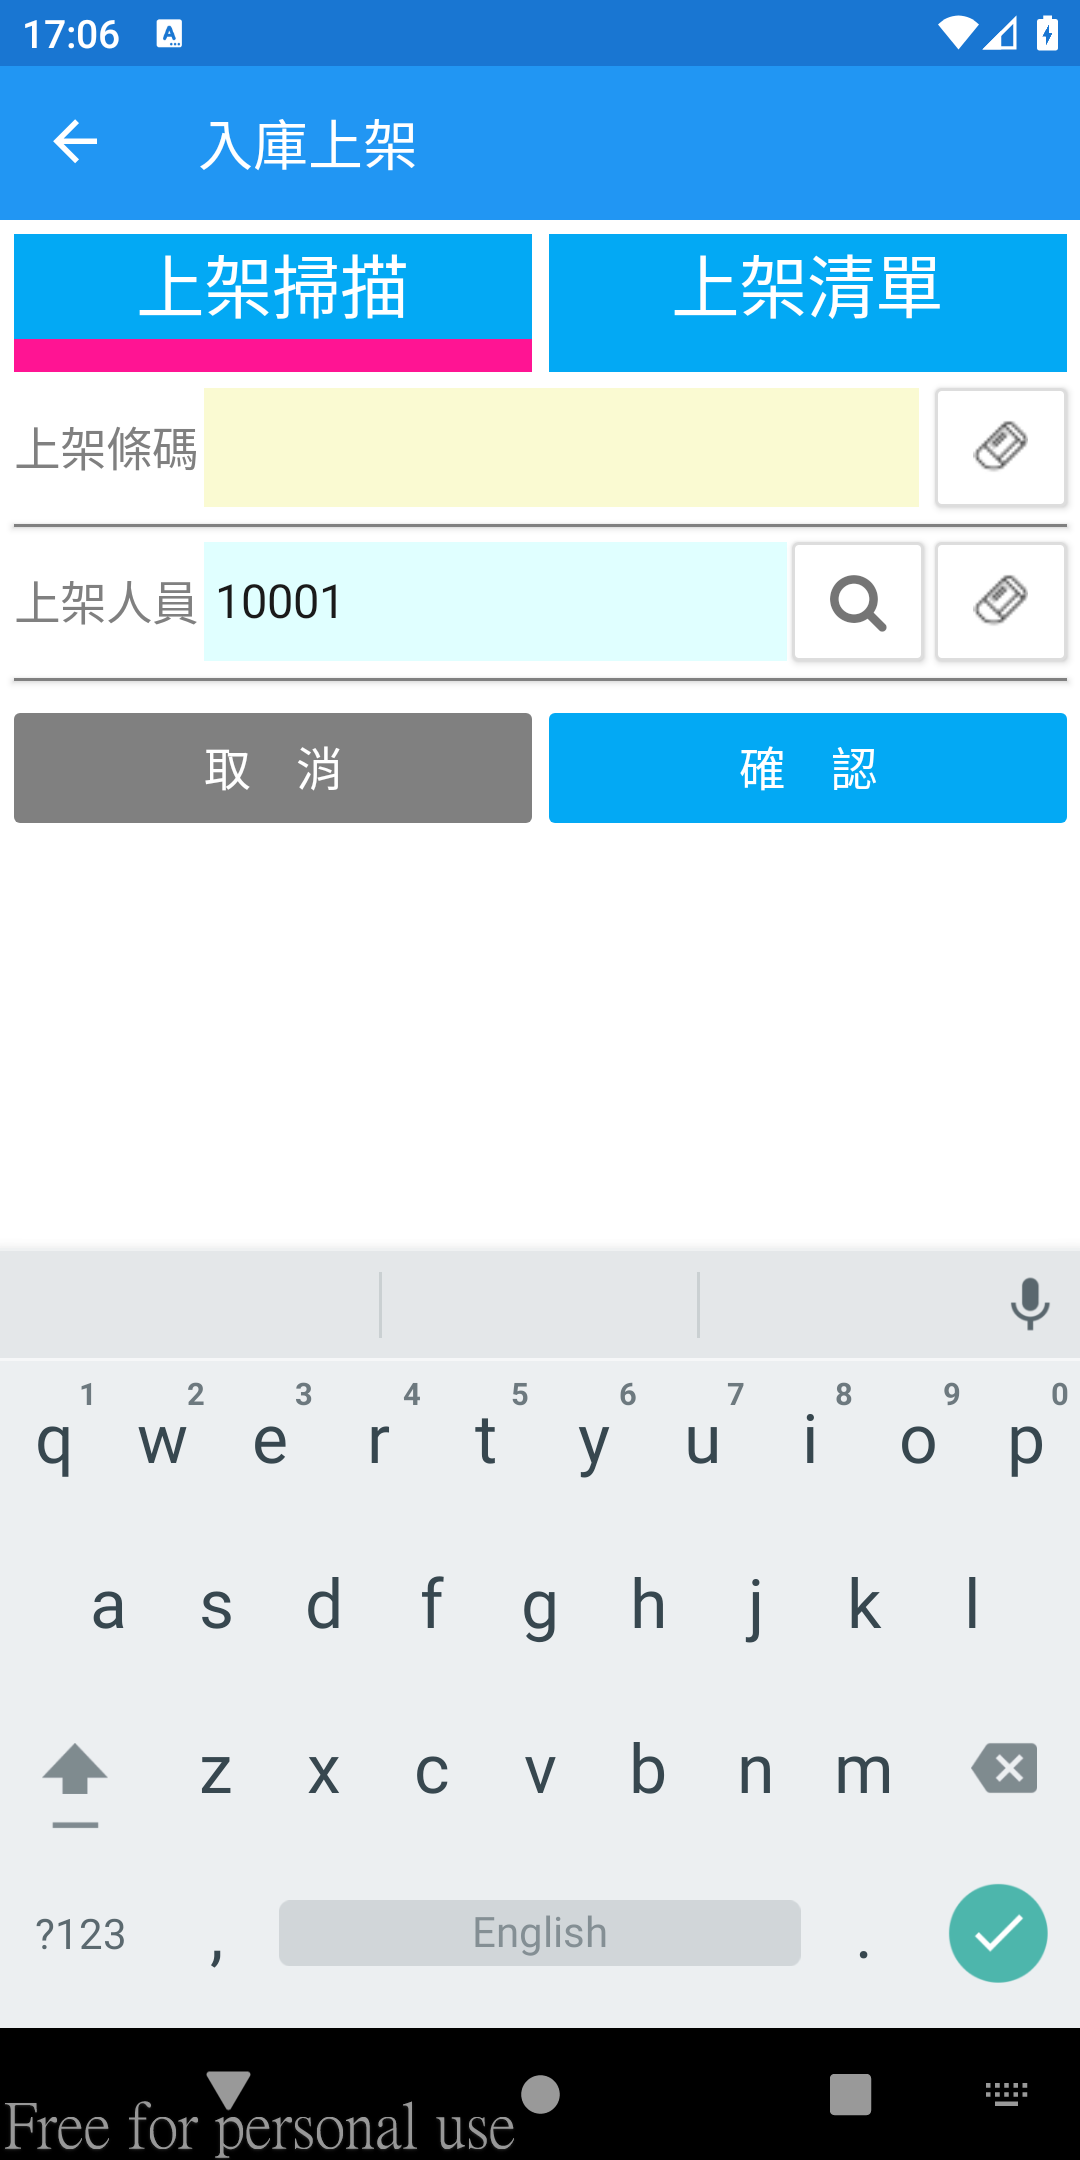 17:06
入庫上架
上架掃描 上架清單
上架條碼
上架人員 10001
取 消 確 認
1 2 3 4 5 6 7 8 9 0
q w e r t y u i o p
a s d f g h j k l
z x c v b n m
?123 , English .
Free for personal use